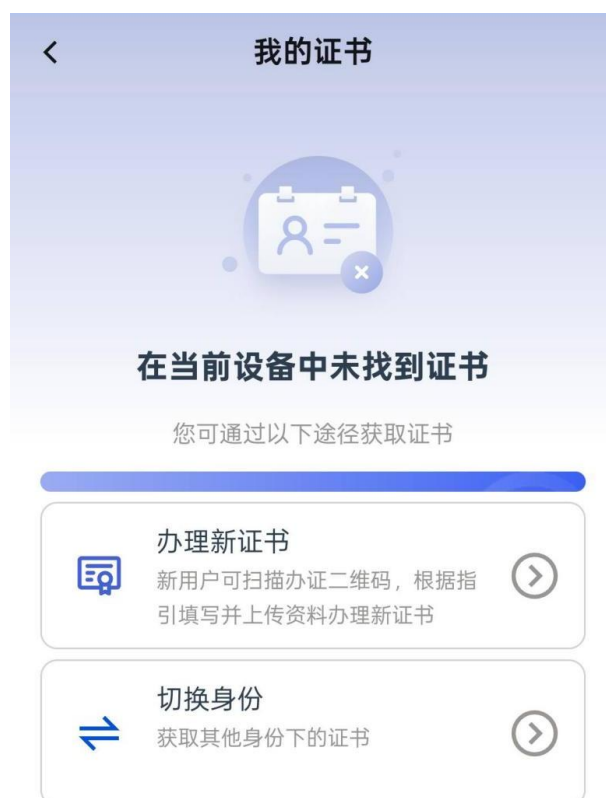 我的证书
在当前设备中未找到证书
您可通过以下途径获取证书
办理新证书
新用户可扫描办证二维码，根据指
引填写并上传资料办理新证书
切换身份
获取其他身份下的证书